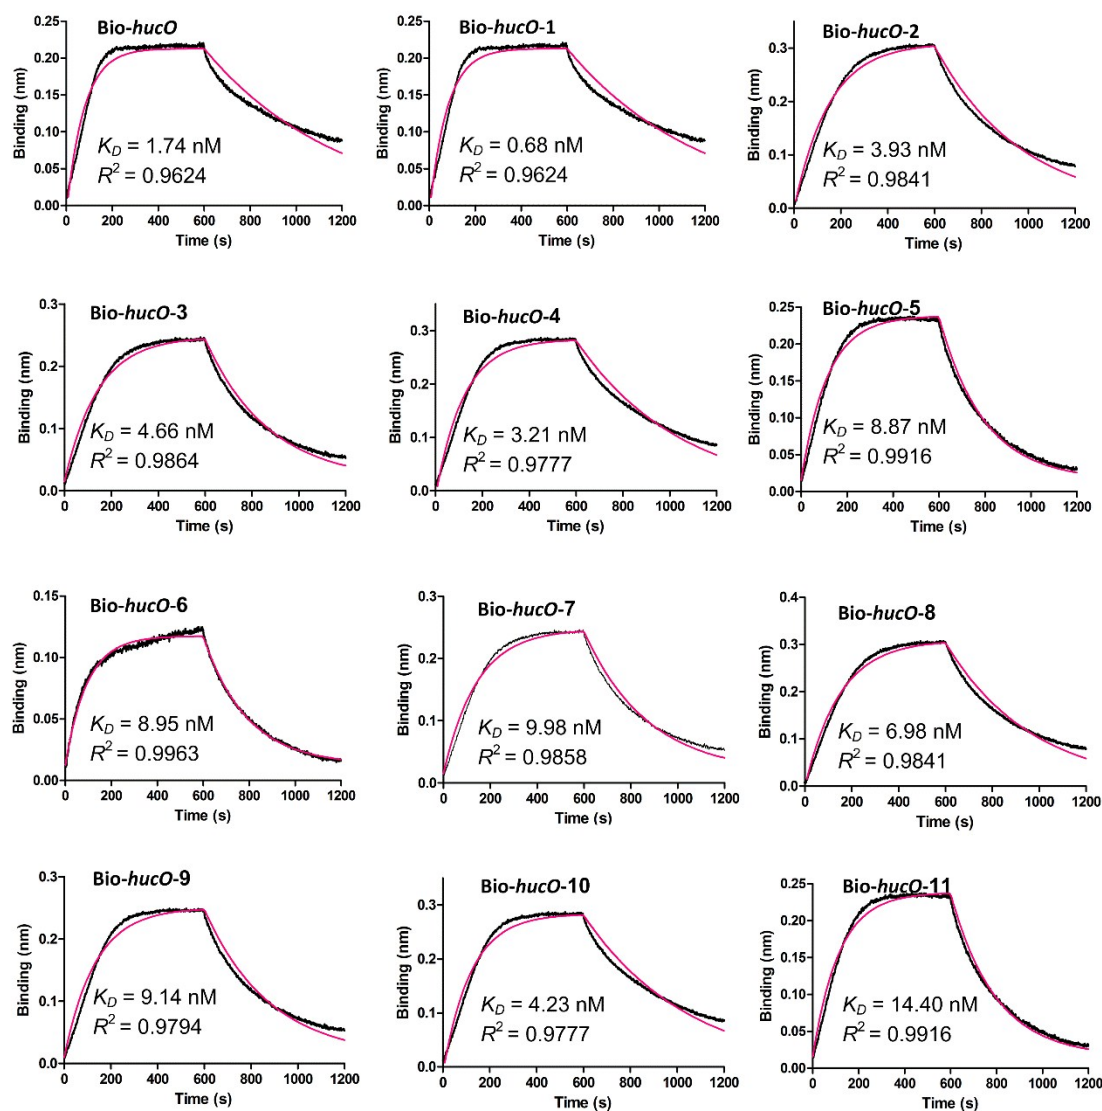 Bio-hucO
0.25
0.20
0.15
0.10
0.05
0.00
Binding (nm)
K_D = 1.74 nM
R² = 0.9624
0 200 400 600 800 1000 1200
Time (s)
Bio-hucO-1
0.25
0.20
0.15
0.10
0.05
0.00
Binding (nm)
K_D = 0.68 nM
R² = 0.9624
0 200 400 600 800 1000 1200
Time (s)
Bio-hucO-2
0.3
0.2
0.1
0.0
Binding (nm)
K_D = 3.93 nM
R² = 0.9841
0 200 400 600 800 1000 1200
Time (s)
Bio-hucO-3
0.3
0.2
0.1
0.0
Binding (nm)
K_D = 4.66 nM
R² = 0.9864
0 200 400 600 800 1000 1200
Time (s)
Bio-hucO-4
0.3
0.2
0.1
0.0
Binding (nm)
K_D = 3.21 nM
R² = 0.9777
0 200 400 600 800 1000 1200
Time (s)
Bio-hucO-5
0.25
0.20
0.15
0.10
0.05
0.00
Binding (nm)
K_D = 8.87 nM
R² = 0.9916
0 200 400 600 800 1000 1200
Time (s)
Bio-hucO-6
0.15
0.10
0.05
0.00
Binding (nm)
K_D = 8.95 nM
R² = 0.9963
0 200 400 600 800 1000 1200
Time (s)
Bio-hucO-7
0.3
0.2
0.1
0.0
Binding (nm)
K_D = 9.98 nM
R² = 0.9858
0 200 400 600 800 1000 1200
Time (s)
Bio-hucO-8
0.4
0.3
0.2
0.1
0.0
Binding (nm)
K_D = 6.98 nM
R² = 0.9841
0 200 400 600 800 1000 1200
Time (s)
Bio-hucO-9
0.3
0.2
0.1
0.0
Binding (nm)
K_D = 9.14 nM
R² = 0.9794
0 200 400 600 800 1000 1200
Time (s)
Bio-hucO-10
0.3
0.2
0.1
0.0
Binding (nm)
K_D = 4.23 nM
R² = 0.9777
0 200 400 600 800 1000 1200
Time (s)
Bio-hucO-11
0.25
0.20
0.15
0.10
0.05
0.00
Binding (nm)
K_D = 14.40 nM
R² = 0.9916
0 200 400 600 800 1000 1200
Time (s)